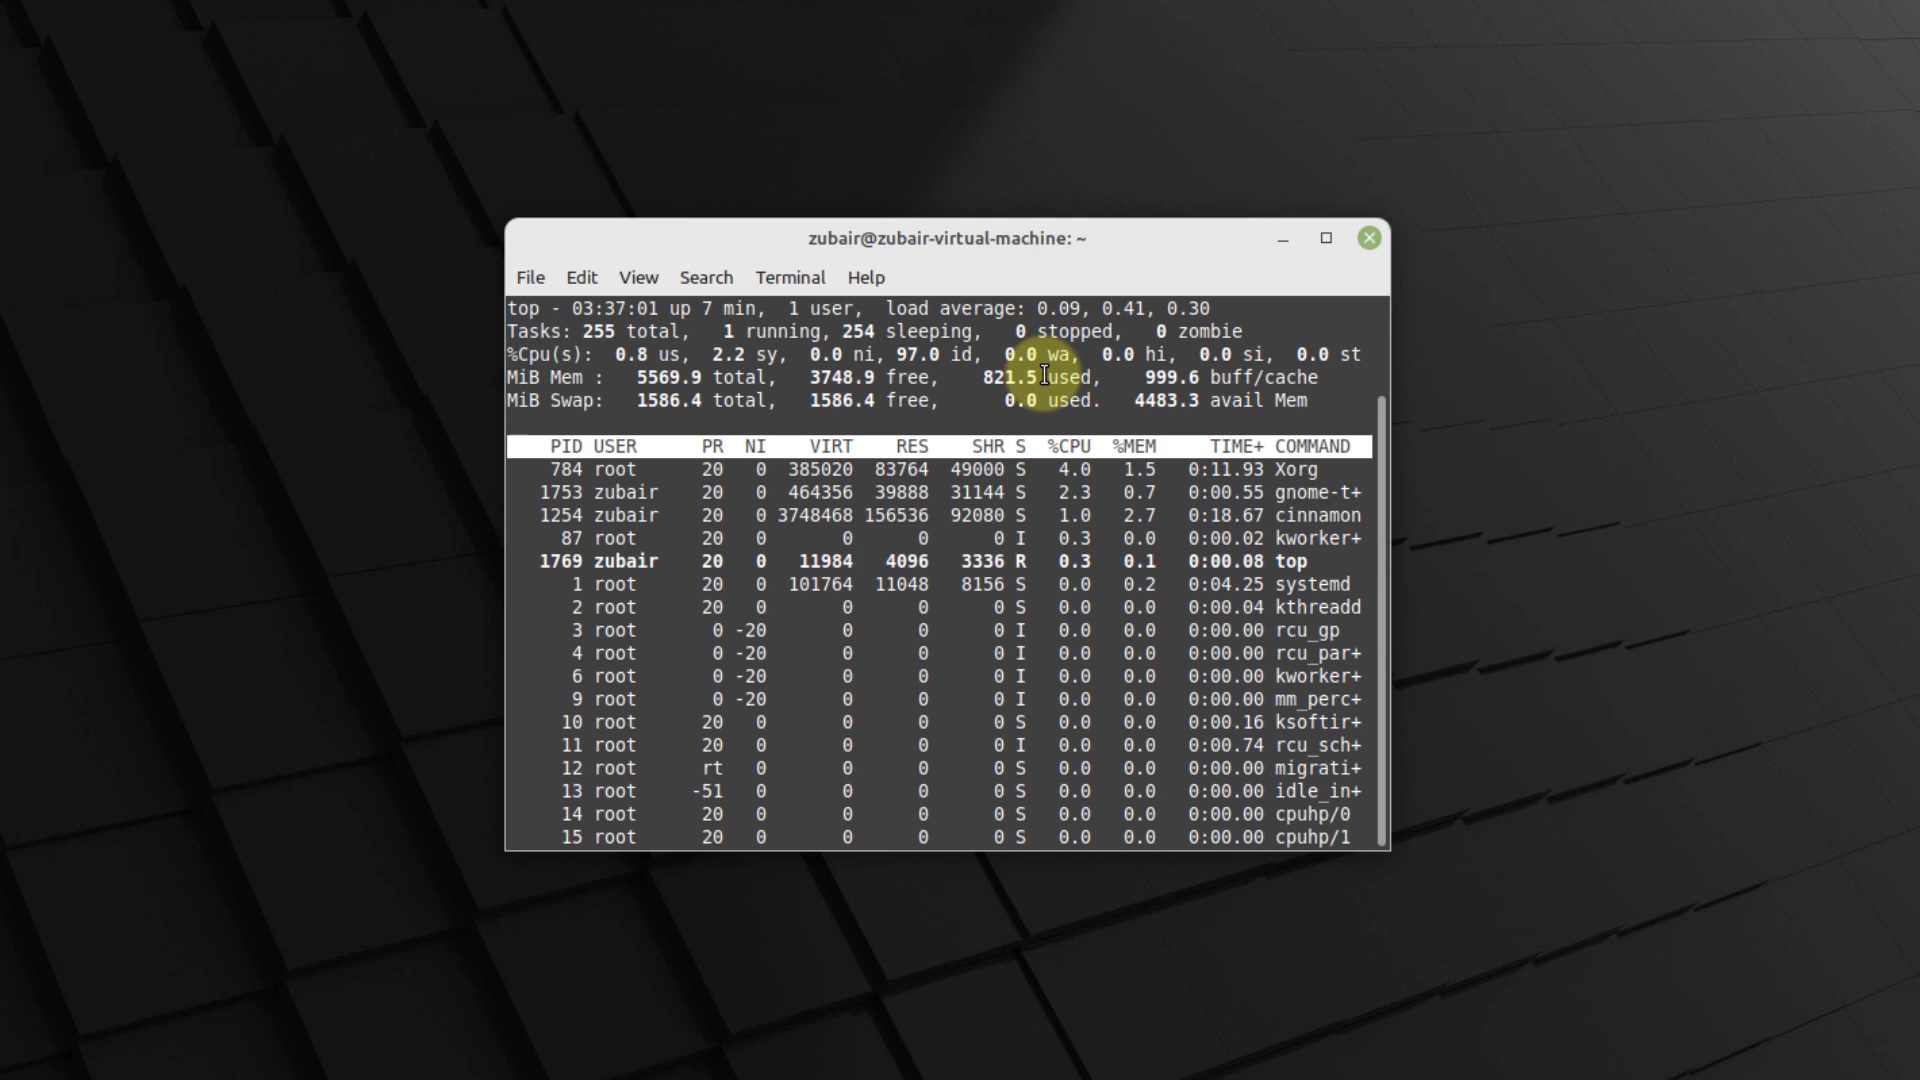 zubair@zubair-virtual-machine: ~
File Edit View Search Terminal Help
top - 03:37:01 up 7 min,  1 user,  load average: 0.09, 0.41, 0.30
Tasks: 255 total,   1 running, 254 sleeping,   0 stopped,   0 zombie
%Cpu(s):  0.8 us,  2.2 sy,  0.0 ni, 97.0 id,  0.0 wa,  0.0 hi,  0.0 si,  0.0 st
MiB Mem :   5569.9 total,   3748.9 free,    821.5 used,    999.6 buff/cache
MiB Swap:   1586.4 total,   1586.4 free,      0.0 used.   4483.3 avail Mem
PID USER PR NI VIRT RES SHR S %CPU %MEM TIME+ COMMAND
784 root 20 0 385020 83764 49000 S 4.0 1.5 0:11.93 Xorg
1753 zubair 20 0 464356 39888 31144 S 2.3 0.7 0:00.55 gnome-t+
1254 zubair 20 0 3748468 156536 92080 S 1.0 2.7 0:18.67 cinnamon
87 root 20 0 0 0 0 I 0.3 0.0 0:00.02 kworker+
1769 zubair 20 0 11984 4096 3336 R 0.3 0.1 0:00.08 top
1 root 20 0 101764 11048 8156 S 0.0 0.2 0:04.25 systemd
2 root 20 0 0 0 0 S 0.0 0.0 0:00.04 kthreadd
3 root 0 -20 0 0 0 I 0.0 0.0 0:00.00 rcu_gp
4 root 0 -20 0 0 0 I 0.0 0.0 0:00.00 rcu_par+
6 root 0 -20 0 0 0 I 0.0 0.0 0:00.00 kworker+
9 root 0 -20 0 0 0 I 0.0 0.0 0:00.00 mm_perc+
10 root 20 0 0 0 0 S 0.0 0.0 0:00.16 ksoftir+
11 root 20 0 0 0 0 I 0.0 0.0 0:00.74 rcu_sch+
12 root rt 0 0 0 0 S 0.0 0.0 0:00.00 migrati+
13 root -51 0 0 0 0 S 0.0 0.0 0:00.00 idle_in+
14 root 20 0 0 0 0 S 0.0 0.0 0:00.00 cpuhp/0
15 root 20 0 0 0 0 S 0.0 0.0 0:00.00 cpuhp/1